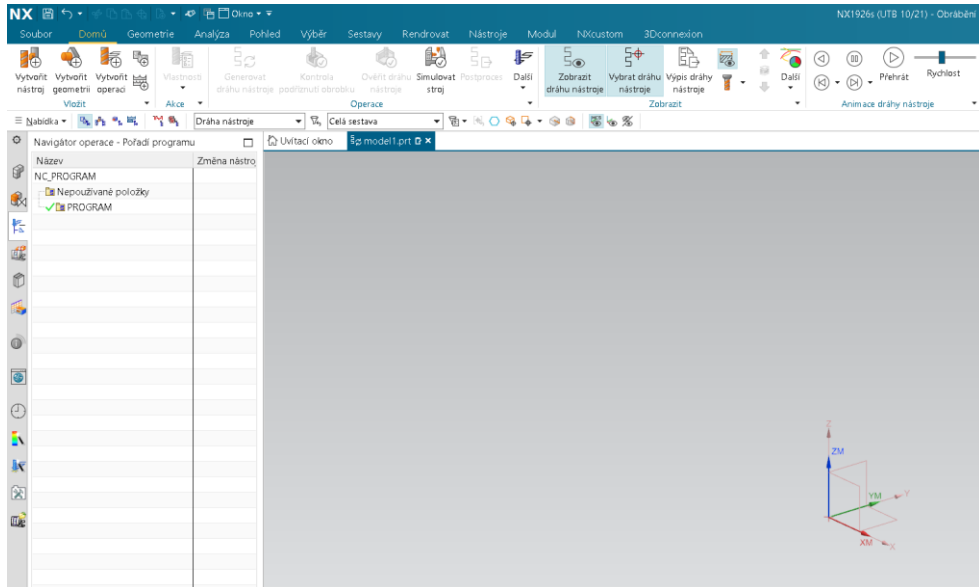 NX Okno NX1926s (UTB 10/21) - Obrábění
Soubor Domů Geometrie Analýza Pohled Výběr Sestavy Rendrovat Nástroje Modul NXcustom 3Dconnexion
Vytvořit nástroj Vytvořit geometrii Vytvořit operaci Vlastnosti Generovat dráhu nástroje Kontrola podříznutí obrobku Ověřit dráhu nástroje Simulovat stroj Postproces Další Zobrazit dráhu nástroje Vybrat dráhu nástroje Výpis dráhy nástroje Další Přehrát Rychlost
Vložit Akce Operace Zobrazit Animace dráhy nástroje
Nabídka Dráha nástroje Celá sestava
Navigátor operace - Pořadí programu Uvítací okno model1.prt
Název Změna nástro
NC_PROGRAM
Nepoužívané položky
PROGRAM
Z
ZM
YM Y
XM X